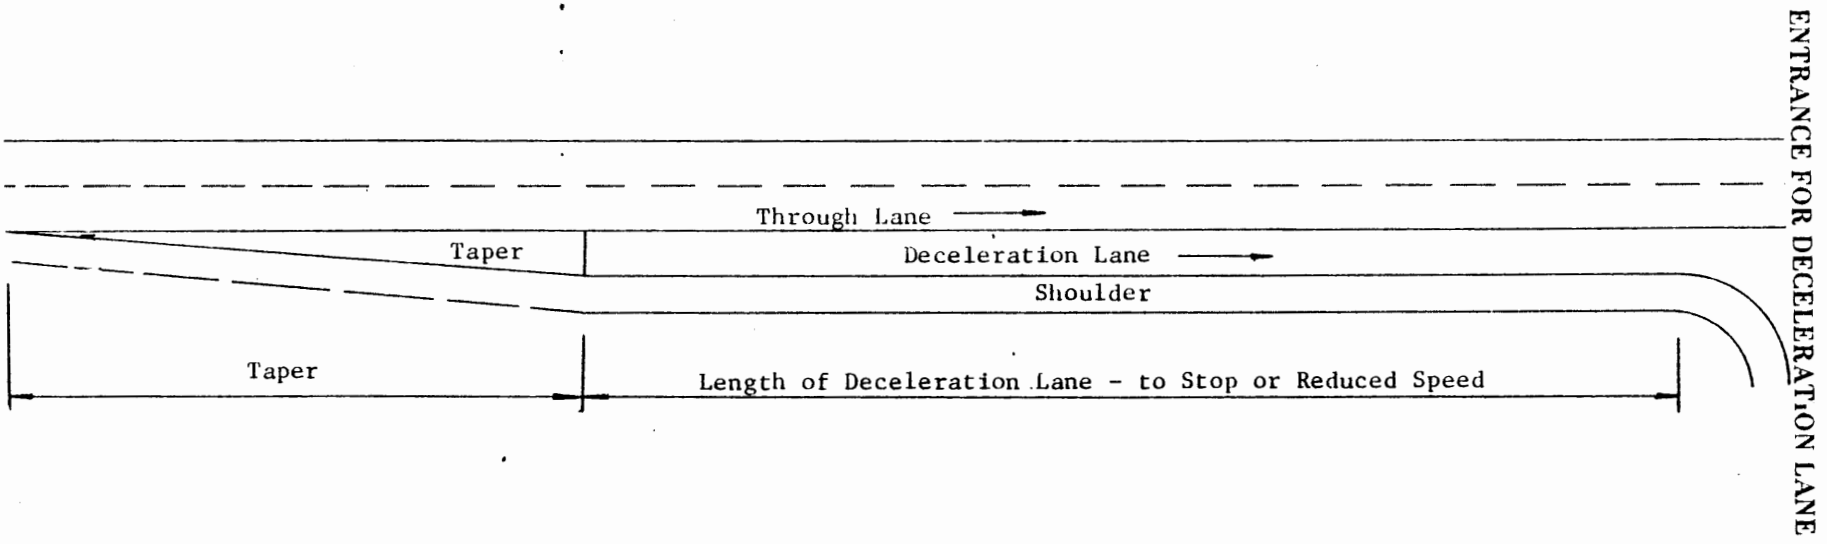 Through Lane
Taper
Deceleration Lane
Shoulder
Taper
Length of Deceleration Lane - to Stop or Reduced Speed
ENTRANCE FOR DECELERATION LANE